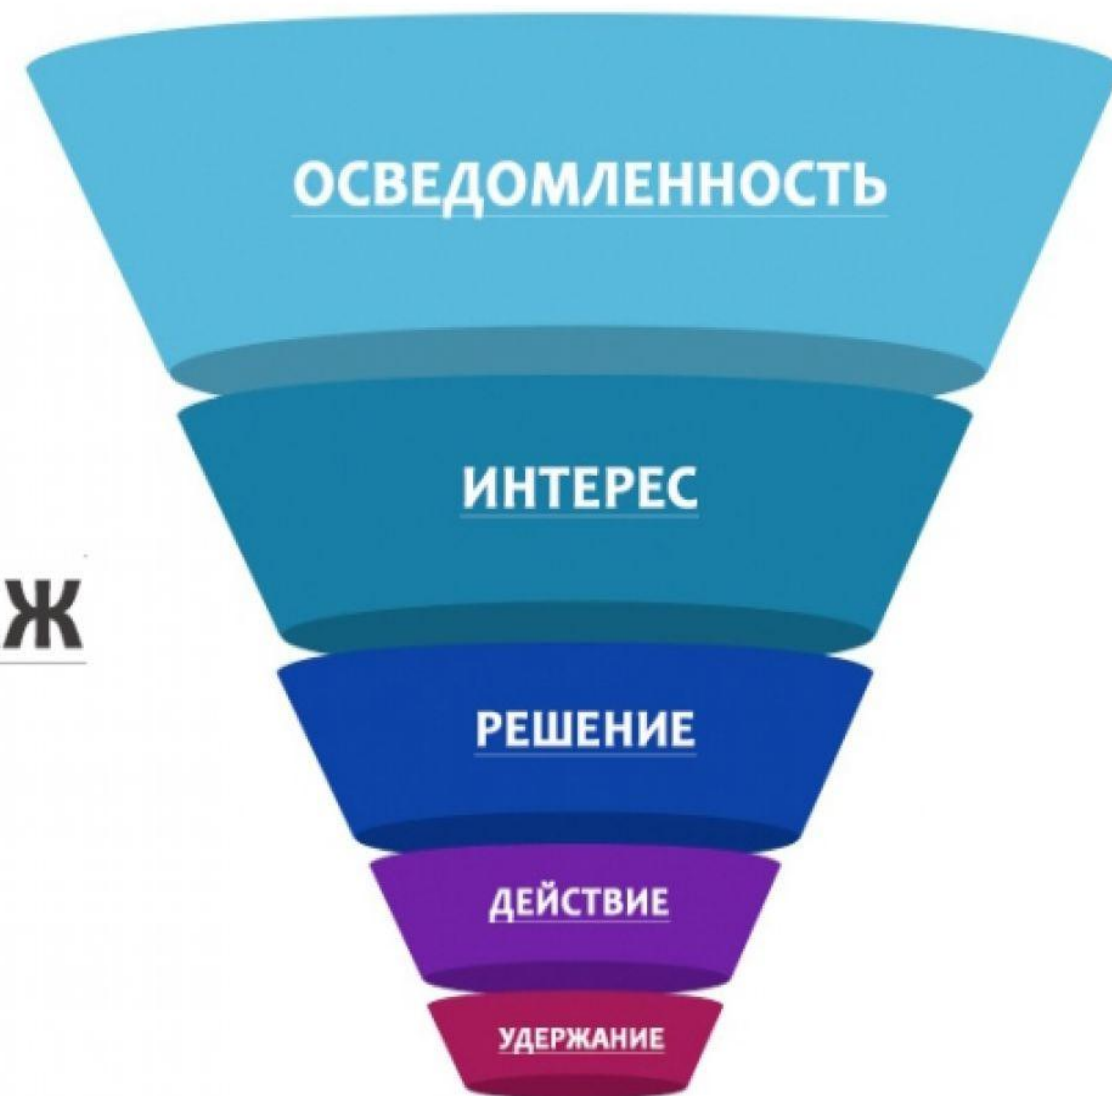 ОСВЕДОМЛЕННОСТЬ
ИНТЕРЕС
Ж
РЕШЕНИЕ
ДЕЙСТВИЕ
УДЕРЖАНИЕ